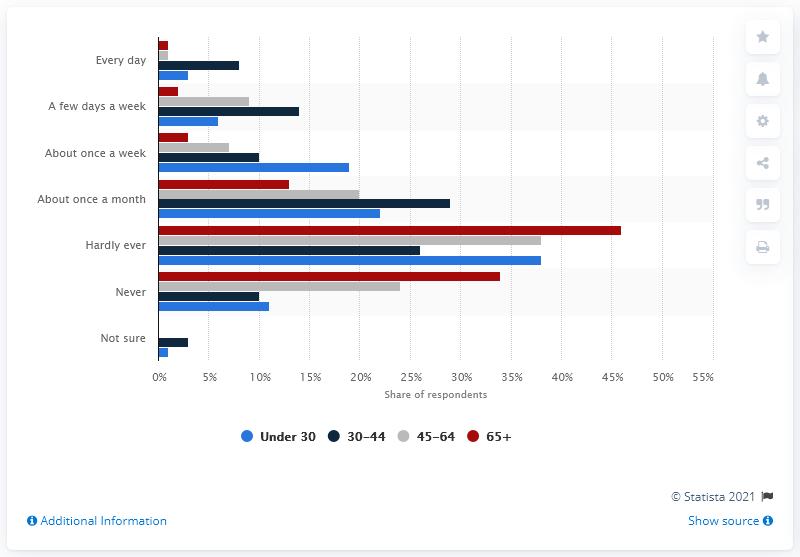 Every day
A few days a week
About once a week
About once a month
Hardly ever
Never
Not sure
0% 5% 10% 15% 20% 25% 30% 35% 40% 45% 50% 55%
Share of respondents
Under 30 30–44 45–64 65+
© Statista 2021
Additional Information Show source